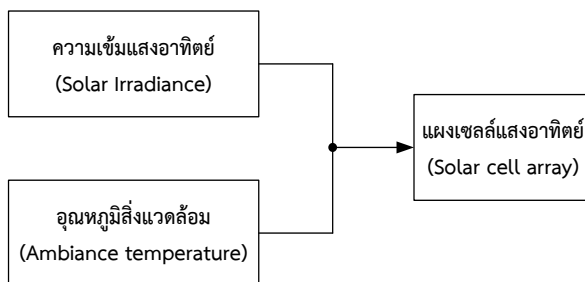 ความเข้มแสงอาทิตย์
(Solar Irradiance)
แผงเซลล์แสงอาทิตย์
(Solar cell array)
อุณหภูมิสิ่งแวดล้อม
(Ambiance temperature)